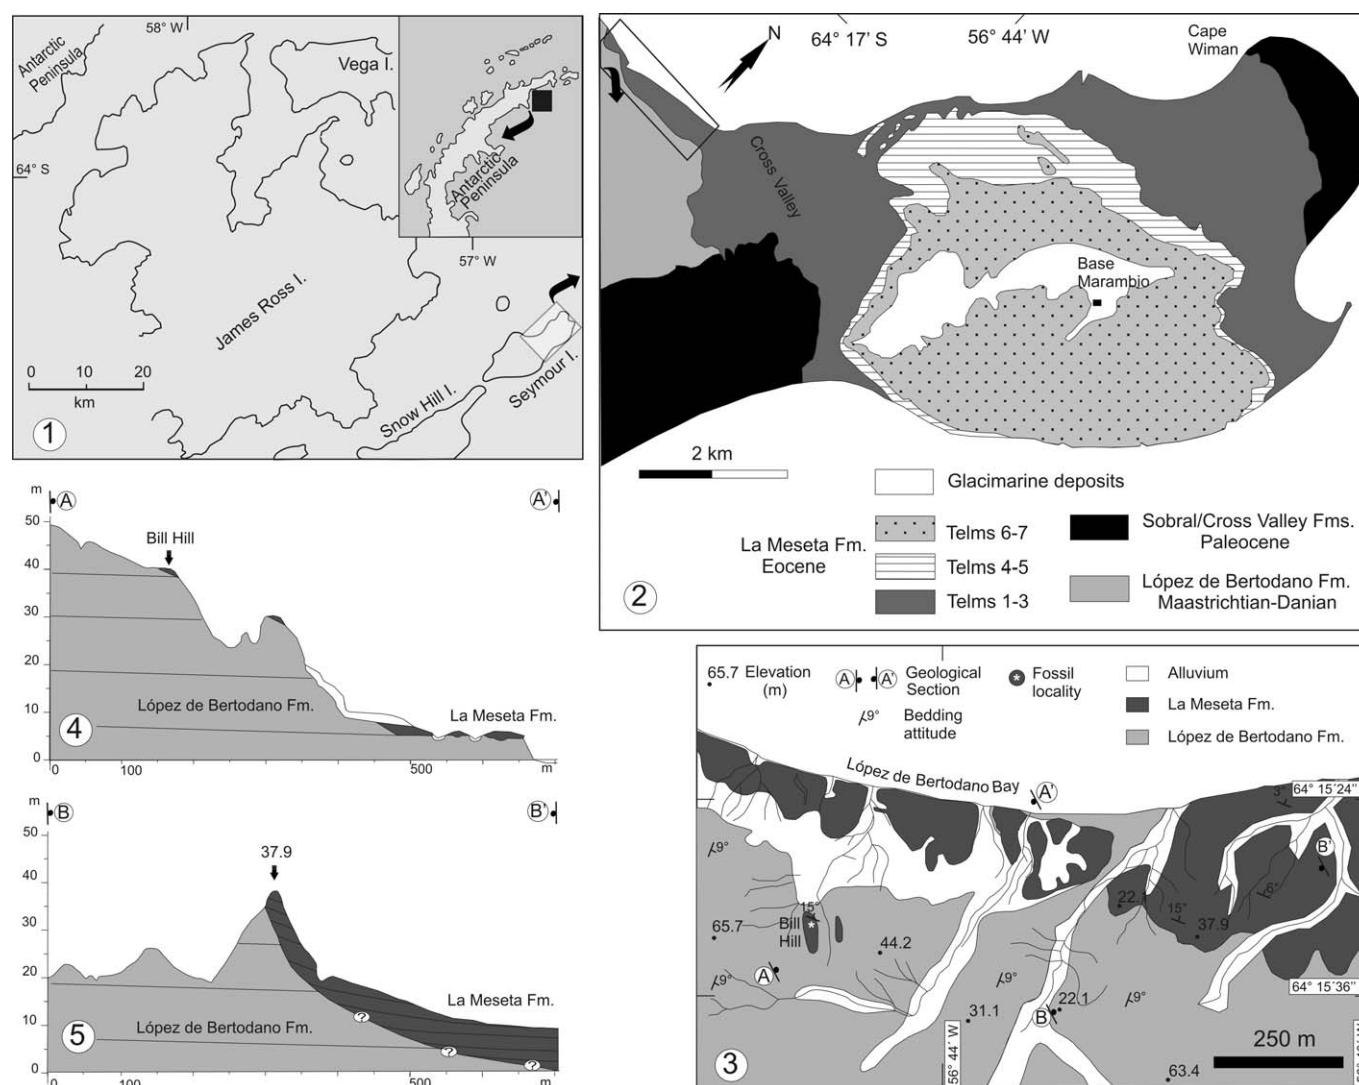 58° W
Antarctic
Peninsula
Vega I.
64° S
Antarctic
Peninsula
57° W
James Ross I.
0 10 20
km
Snow Hill I.
Seymour I.
1
N
64° 17' S
56° 44' W
Cape
Wiman
Cross Valley
Base
Marambio
2 km
Glacimarine deposits
La Meseta Fm.
Eocene
Telms 6-7
Telms 4-5
Telms 1-3
Sobral/Cross Valley Fms.
Paleocene
López de Bertodano Fm.
Maastrichtian-Danian
2
m
A
A'
50
40
30
20
10
0
Bill Hill
López de Bertodano Fm.
La Meseta Fm.
4
0 100 500 m
m
B
B'
50
40
30
20
10
0
37.9
La Meseta Fm.
López de Bertodano Fm.
?
?
?
5
0 100 500 m
65.7 Elevation
(m)
A A' Geological
Section
9° Bedding
attitude
Fossil
locality
Alluvium
La Meseta Fm.
López de Bertodano Fm.
López de Bertodano Bay
A'
64° 15´24"
3°
B'
9°
15°
Bill
Hill
65.7
44.2
22.1
15°
37.9
6°
A
9°
9°
9°
64° 15´36"
B
22.1
31.1
56° 44' W
250 m
63.4
3